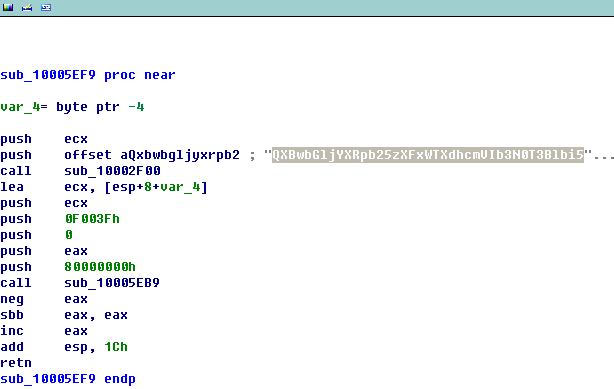 sub_10005EF9 proc near
var_4= byte ptr -4
push ecx
push offset aQxbwbgljyxrpb2 ; "QXBwbGljYXRpb25zXFxWTXdhcmVIb3N0T3Blbi5"...
call sub_10002F00
lea ecx, [esp+8+var_4]
push ecx
push 0F003Fh
push 0
push eax
push 80000000h
call sub_10005EB9
neg eax
sbb eax, eax
inc eax
add esp, 1Ch
retn
sub_10005EF9 endp